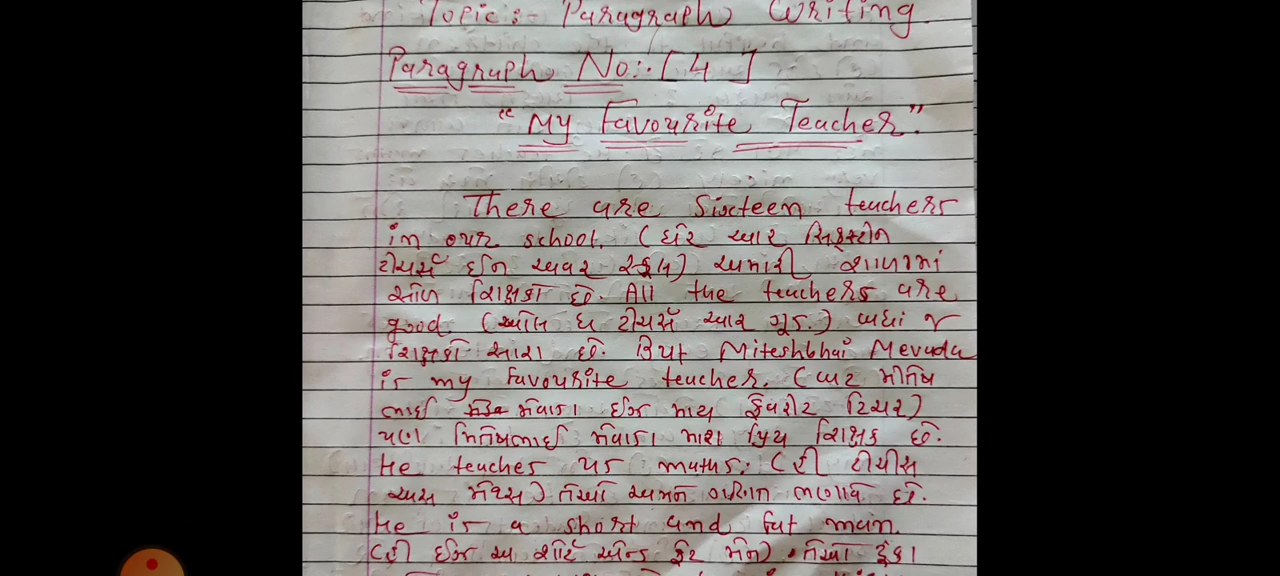 Topic:- Paragraph Writing.
Paragraph No:-[4]
"My Favourite Teacher."
There are Sixteen teachers
in our school. (ધેર આર સિક્સ્ટીન
ટીચર્સ ઈન અવર સ્કૂલ) અમારી શાળામાં
સોળ શિક્ષકો છે. All the teachers are
good. (ઓલ ધ ટીચર્સ આર ગૂડ.) બધાં જ
શિક્ષકો સારા છે. But Miteshbhai Mevada
is my favourite teacher. (બટ મીતેષ
ભાઈ મેવાડા ઈઝ માય ફેવરીટ ટિચર)
પણ મિતેષભાઈ મેવાડા મારા પ્રિય શિક્ષક છે.
He teaches us maths. (હી ટીચીસ
અસ મેથ્સ) તેઓ અમને ગણિત ભણાવે છે.
He is a short and fat man.
(હી ઈઝ અ શોર્ટ એન્ડ ફેટ મેન) તેઓ ઠૂંકા